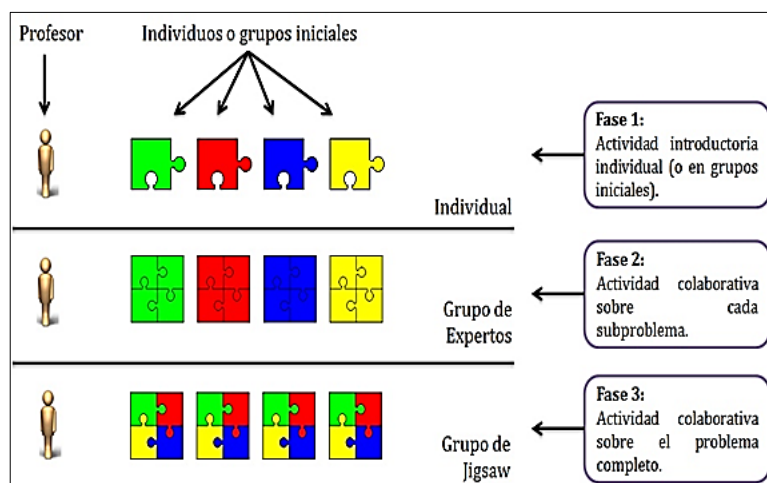 Profesor
Individuos o grupos iniciales
Fase 1:
Actividad introductoria
individual (o en grupos
iniciales).
Individual
Fase 2:
Actividad colaborativa
sobre cada
subproblema.
Grupo de
Expertos
Fase 3:
Actividad colaborativa
sobre el problema
completo.
Grupo de
Jigsaw